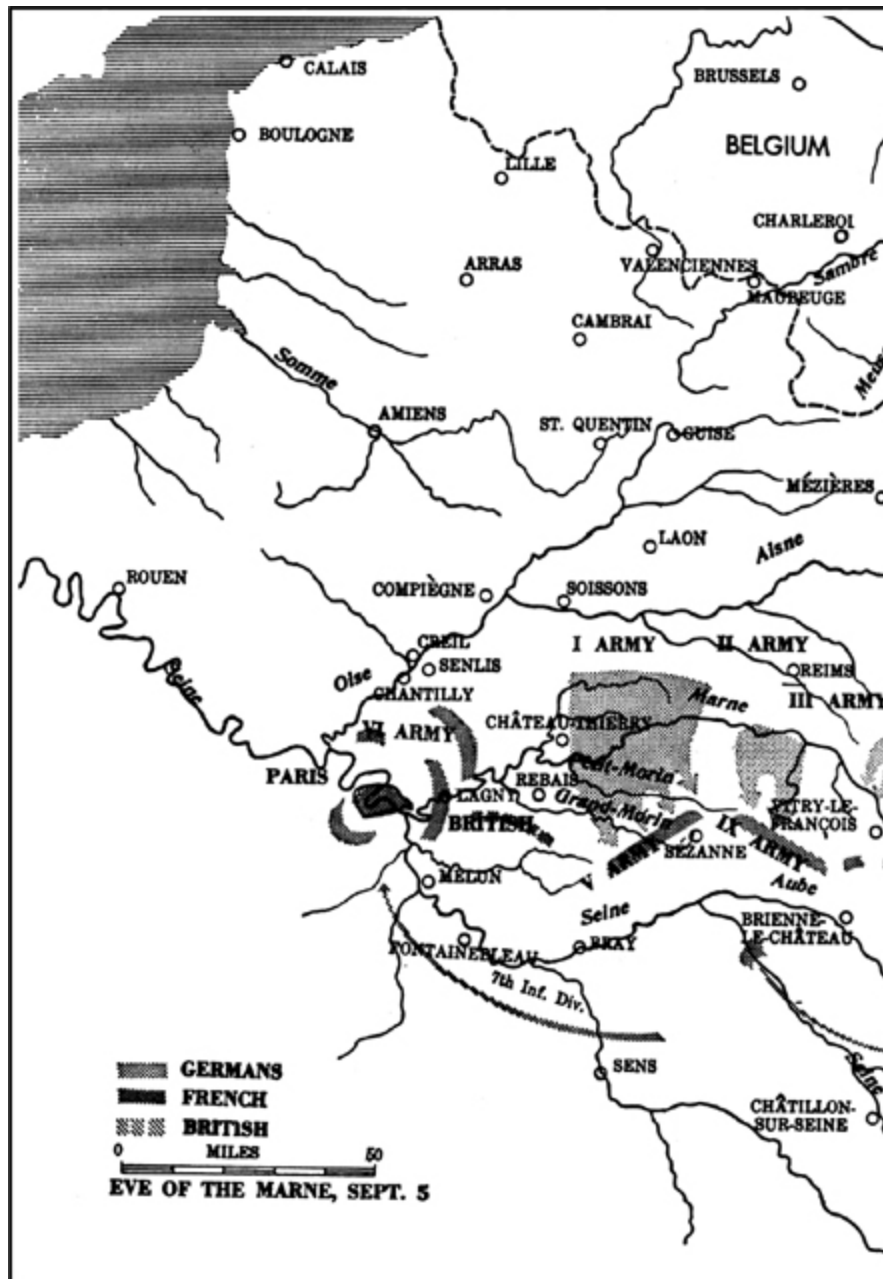 CALAIS
BRUSSELS
BOULOGNE
BELGIUM
LILLE
CHARLEROI
VALENCIENNES
Sambre
ARRAS
MAUBEUGE
CAMBRAI
Somme
AMIENS
ST. QUENTIN
GUISE
MÉZIÈRES
LAON
Aisne
ROUEN
COMPIÈGNE
SOISSONS
CREIL
I ARMY
II ARMY
SENLIS
REIMS
Seine
Oise
CHANTILLY
Marne
III ARMY
VI ARMY
CHÂTEAU-THIERRY
PARIS
Petit-Morin
REBAIS
LAGNY
Grand-Morin
VITRY-LE-
FRANÇOIS
BRITISH
IX
ARMY
V ARMY
SÉZANNE
MELUN
Aube
Seine
BRIENNE-
LE-CHÂTEAU
FONTAINEBLEAU
BRAY
7th Inf. Div.
SENS
Seine
GERMANS
FRENCH
CHÂTILLON-
SUR-SEINE
BRITISH
0 MILES 50
EVE OF THE MARNE, SEPT. 5